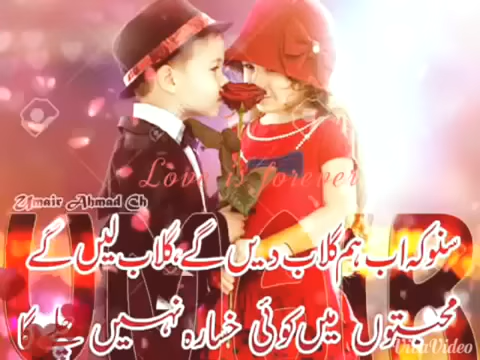 Love is forever
Umair Ahmad Ch
سنو کہ اب ہم گلاب دیں گے، گلاب لیں گے
محبتوں میں کوئی خسارہ نہیں چلے گا
VivaVideo